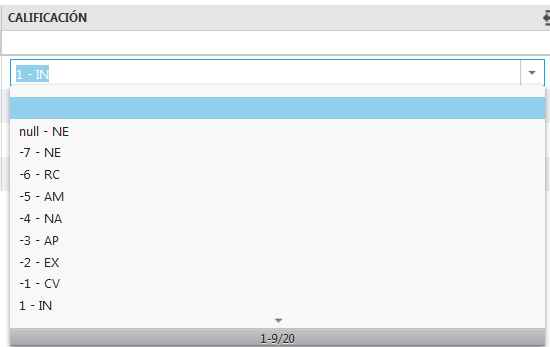 CALIFICACIÓN
1 - IN
null - NE
-7 - NE
-6 - RC
-5 - AM
-4 - NA
-3 - AP
-2 - EX
-1 - CV
1 - IN
1-9/20